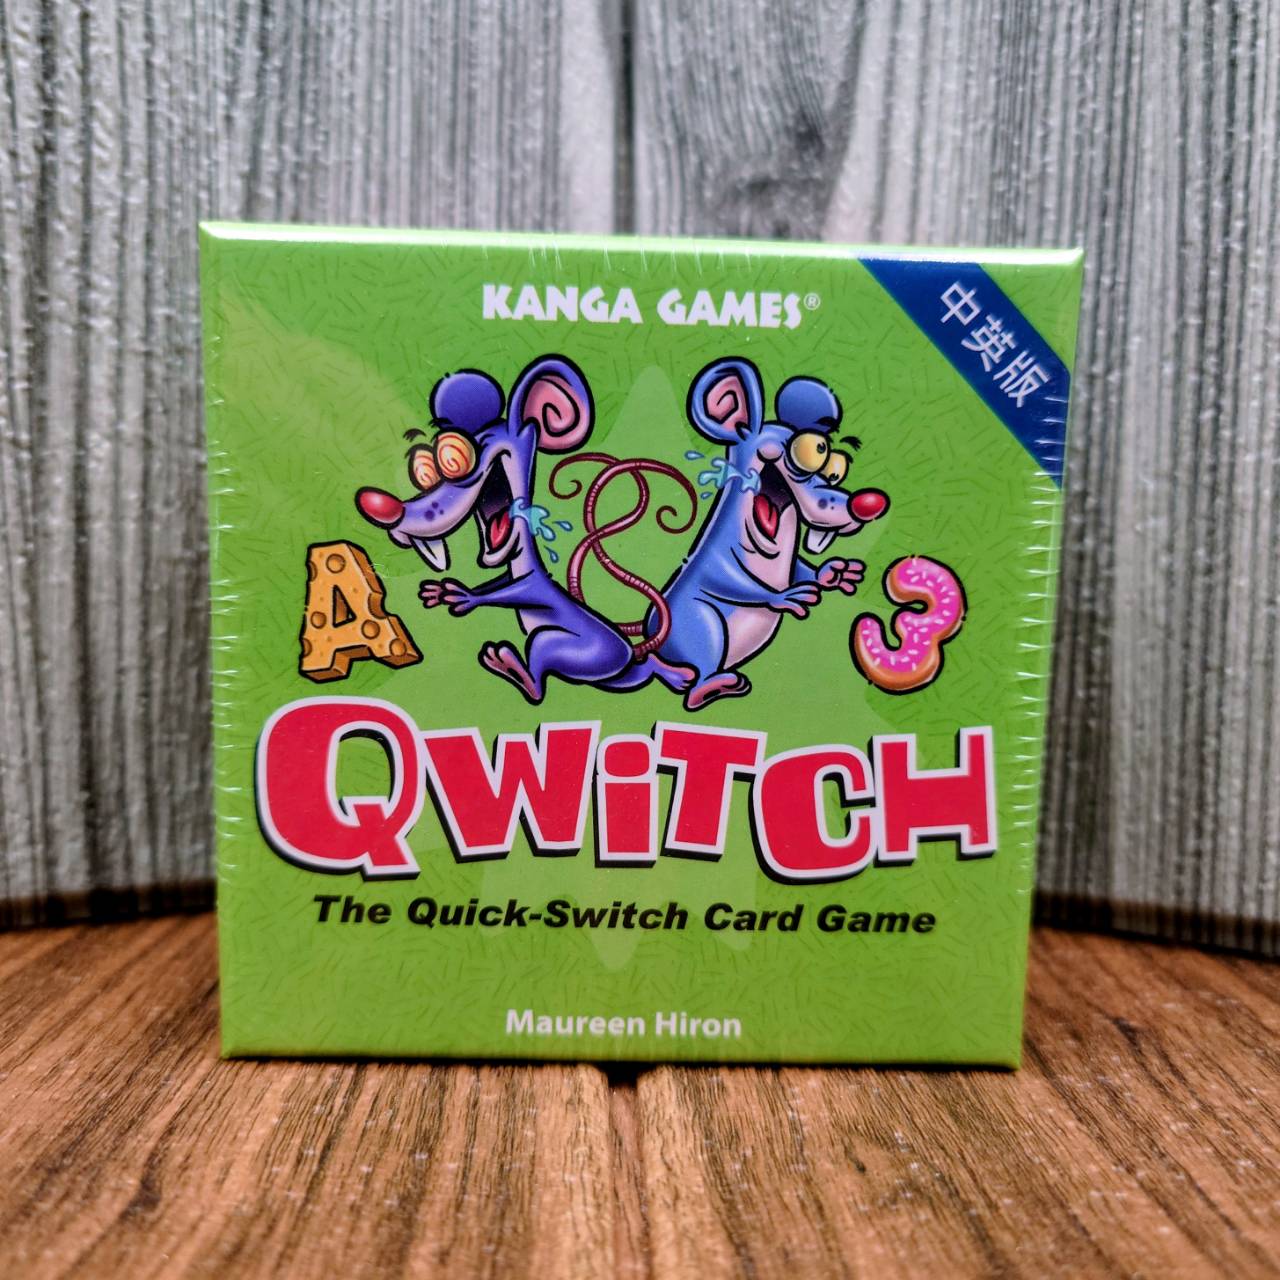 KANGA GAMES®
中英版
A 3
QWiTCH
The Quick-Switch Card Game
Maureen Hiron